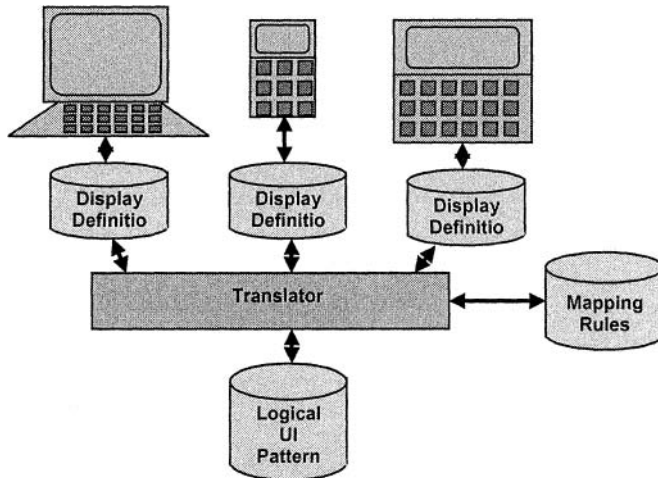 Display
Definitio
Display
Definitio
Display
Definitio
Translator
Mapping
Rules
Logical
UI
Pattern